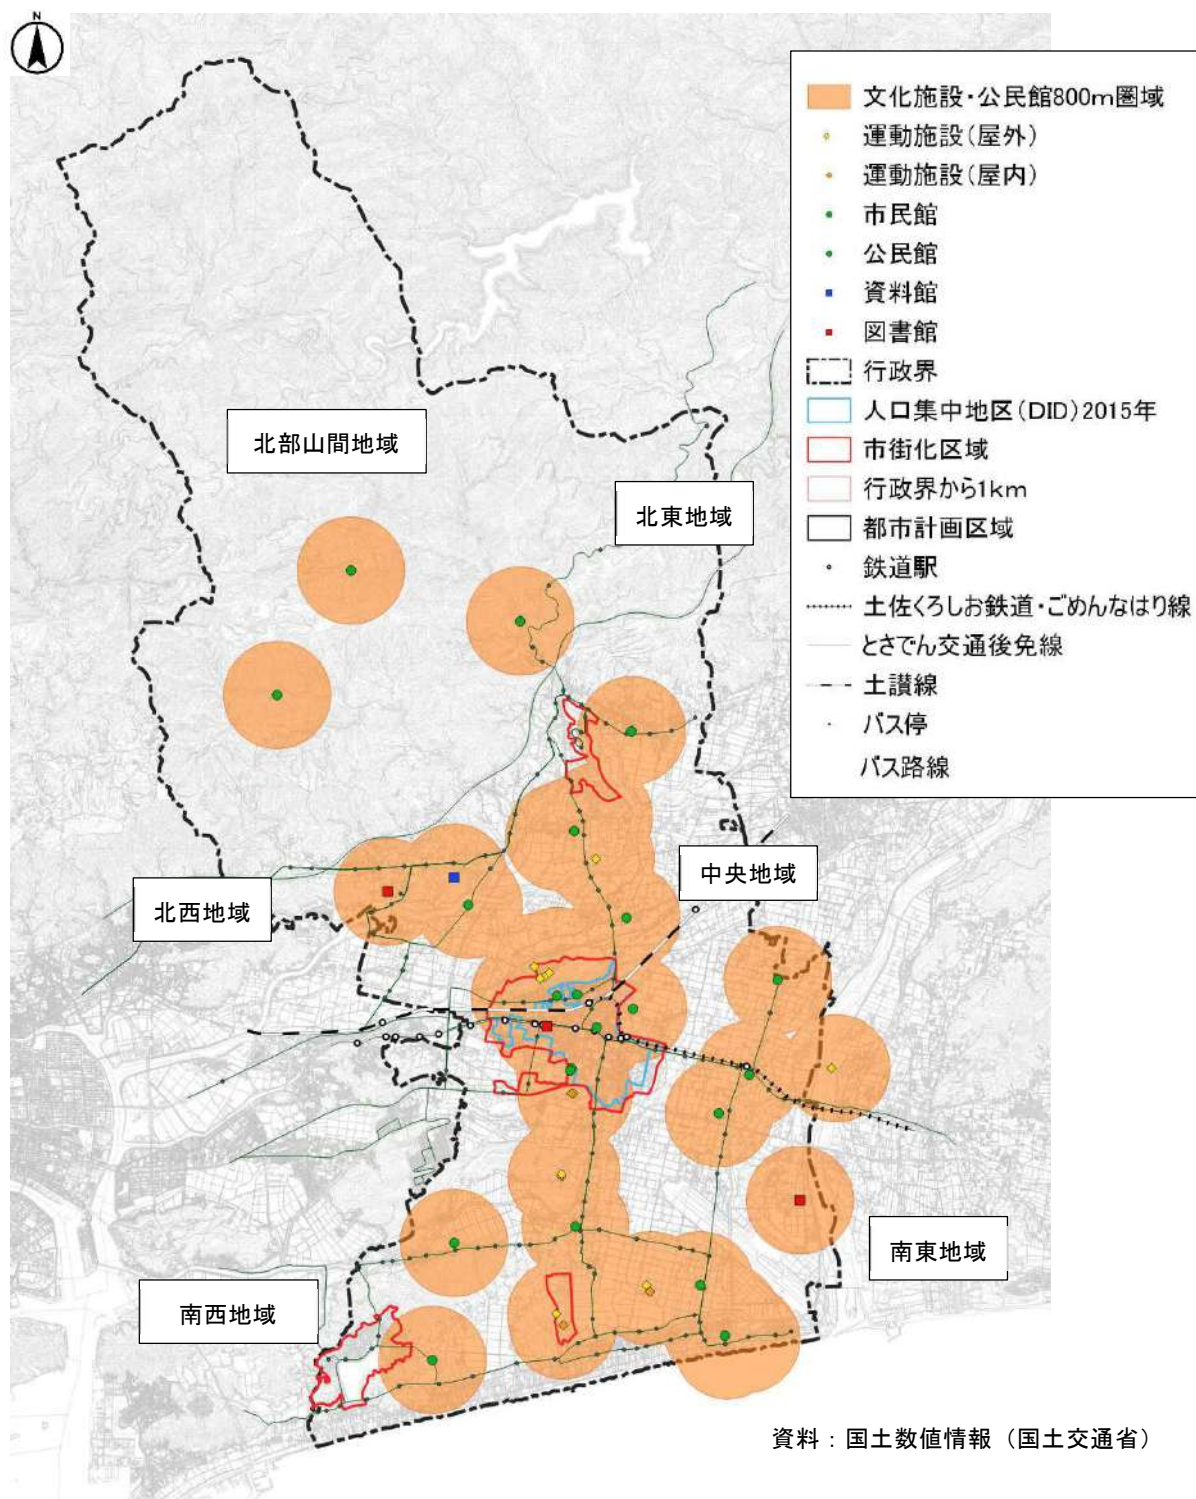 N
文化施設・公民館800m圏域
運動施設(屋外)
運動施設(屋内)
市民館
公民館
資料館
図書館
行政界
人口集中地区(DID)2015年
市街化区域
行政界から1km
都市計画区域
鉄道駅
土佐くろしお鉄道・ごめんなはり線
とさでん交通後免線
土讃線
バス停
バス路線
北部山間地域
北東地域
中央地域
北西地域
南東地域
南西地域
資料：国土数値情報（国土交通省）